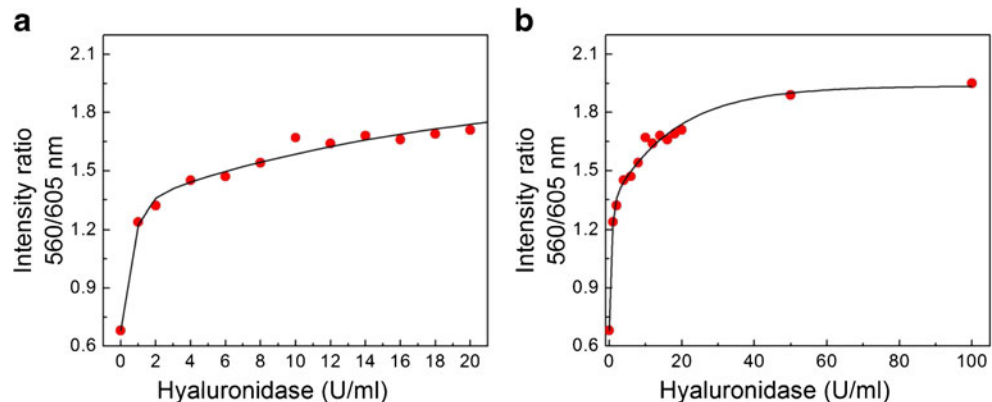 a
Intensity ratio
560/605 nm
2.1
1.8
1.5
1.2
0.9
0.6
0 2 4 6 8 10 12 14 16 18 20
Hyaluronidase (U/ml)
b
Intensity ratio
560/605 nm
2.1
1.8
1.5
1.2
0.9
0.6
0 20 40 60 80 100
Hyaluronidase (U/ml)